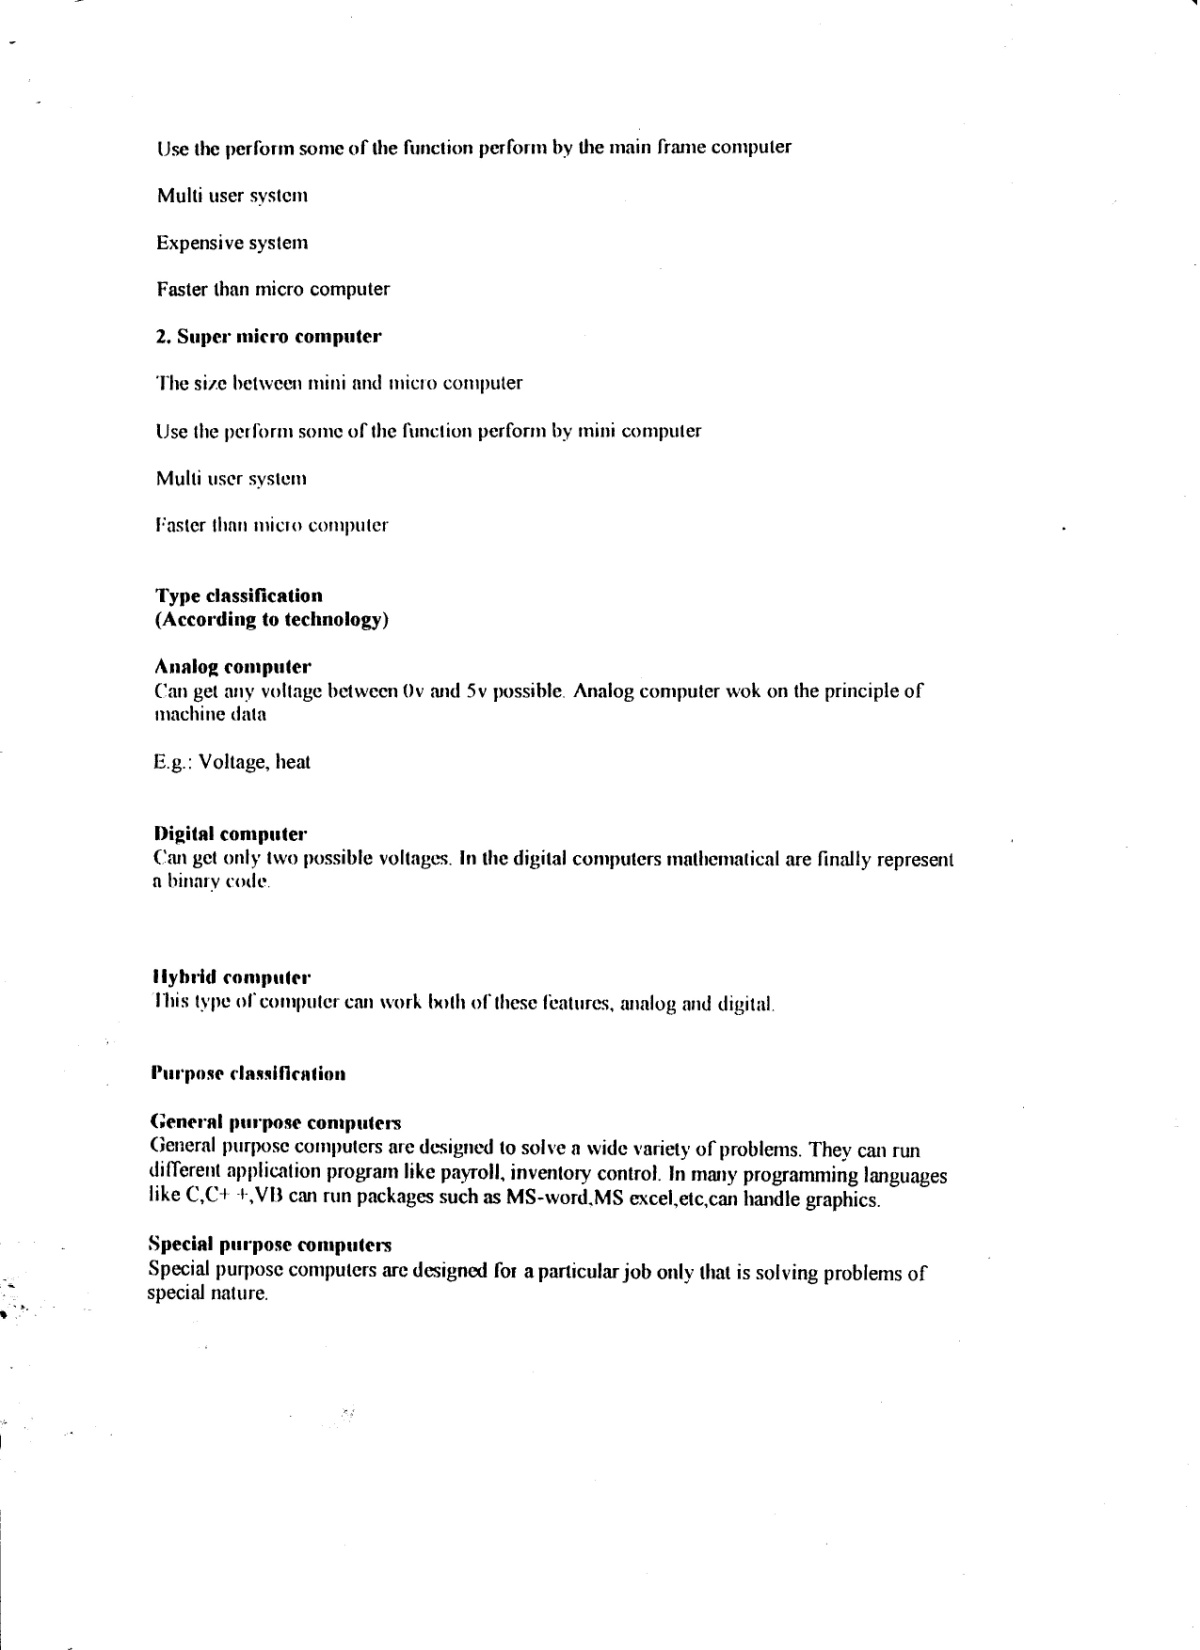 Use the perform some of the function perform by the main frame computer
Multi user system
Expensive system
Faster than micro computer
2. Super micro computer
The size between mini and micro computer
Use the perform some of the function perform by mini computer
Multi user system
Faster than micro computer
Type classification
(According to technology)
Analog computer
Can get any voltage between 0v and 5v possible. Analog computer wok on the principle of
machine data
E.g.: Voltage, heat
Digital computer
Can get only two possible voltages. In the digital computers mathematical are finally represent
a binary code.
Hybrid computer
This type of computer can work both of these features, analog and digital.
Purpose classification
General purpose computers
General purpose computers are designed to solve a wide variety of problems. They can run
different application program like payroll, inventory control. In many programming languages
like C,C+ +,VB can run packages such as MS-word,MS excel,etc,can handle graphics.
Special purpose computers
Special purpose computers are designed for a particular job only that is solving problems of
special nature.